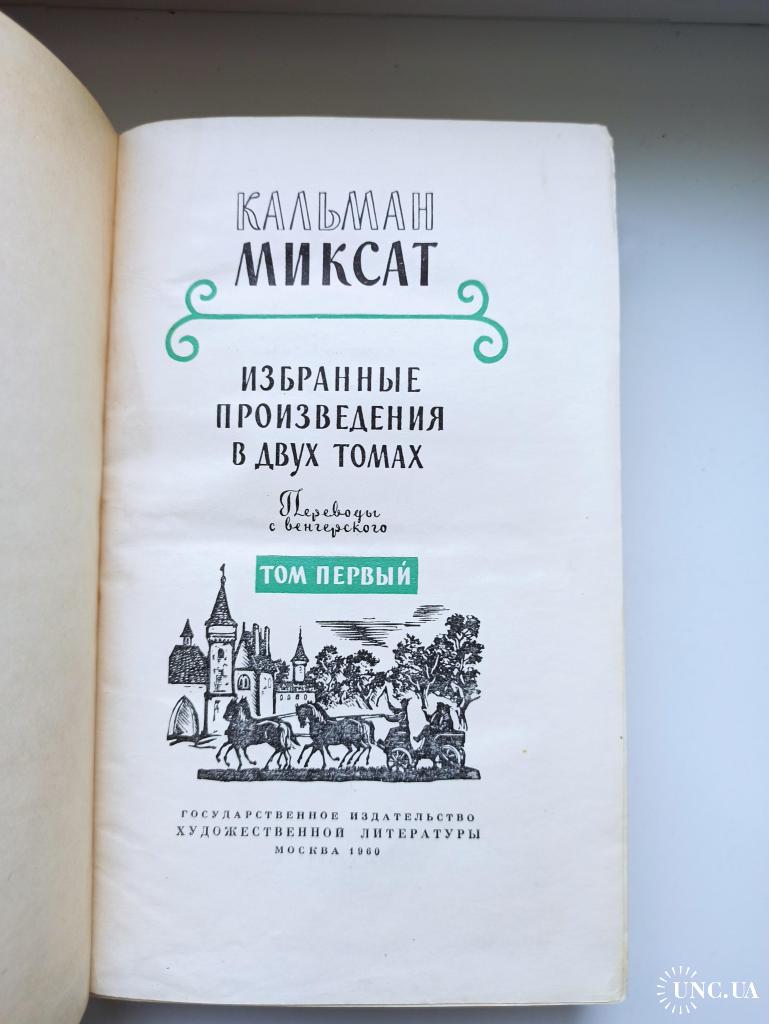 КАЛЬМАН
МИКСАТ
ИЗБРАННЫЕ
ПРОИЗВЕДЕНИЯ
В ДВУХ ТОМАХ
Переводы
с венгерского
ТОМ ПЕРВЫЙ
ГОСУДАРСТВЕННОЕ ИЗДАТЕЛЬСТВО
ХУДОЖЕСТВЕННОЙ ЛИТЕРАТУРЫ
МОСКВА 1960
UNC.UA